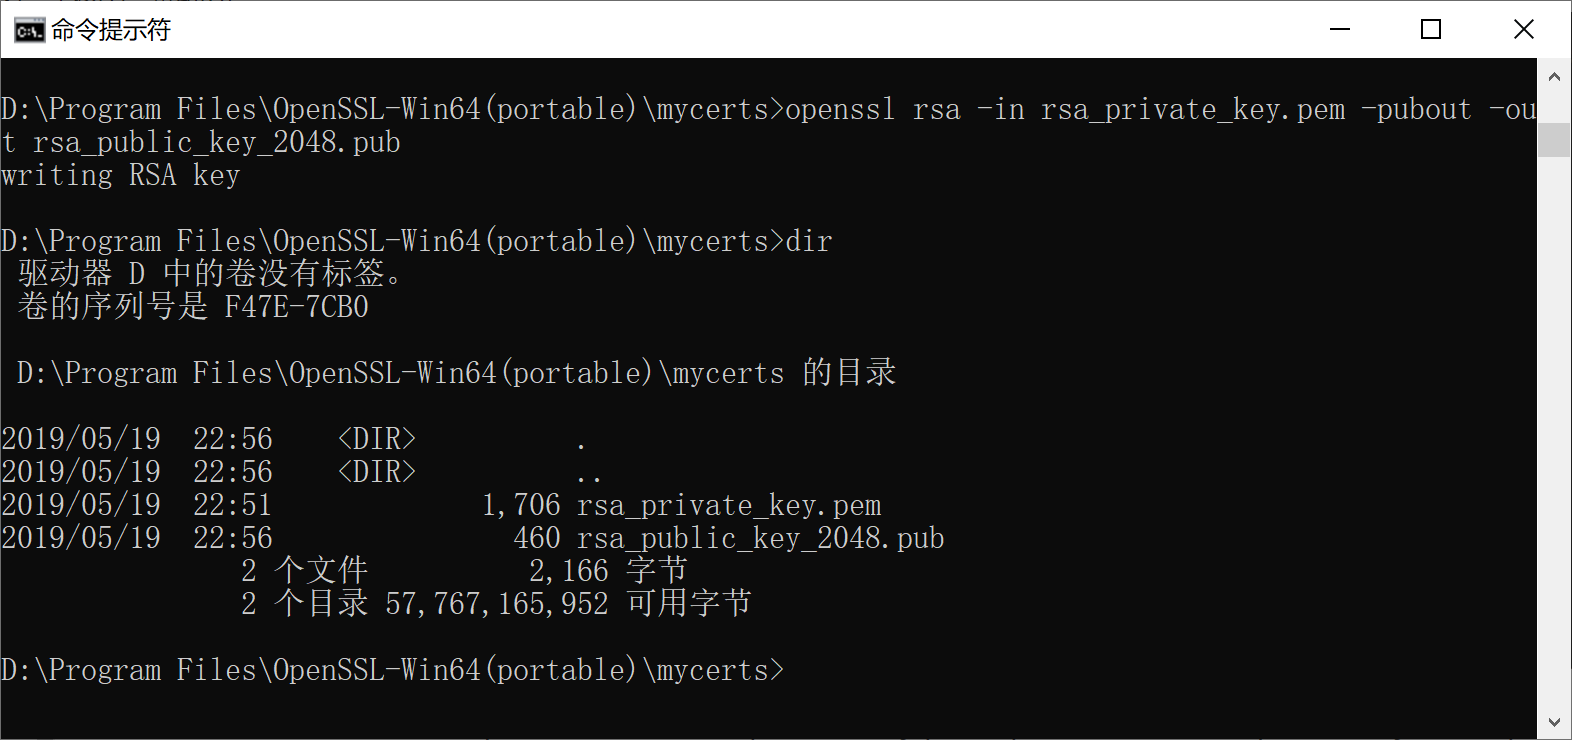 命令提示符
D:\Program Files\OpenSSL-Win64(portable)\mycerts>openssl rsa -in rsa_private_key.pem -pubout -ou
t rsa_public_key_2048.pub
writing RSA key
D:\Program Files\OpenSSL-Win64(portable)\mycerts>dir
 驱动器 D 中的卷没有标签。
 卷的序列号是 F47E-7CB0
 D:\Program Files\OpenSSL-Win64(portable)\mycerts 的目录
2019/05/19  22:56    <DIR>          .
2019/05/19  22:56    <DIR>          ..
2019/05/19  22:51             1,706 rsa_private_key.pem
2019/05/19  22:56               460 rsa_public_key_2048.pub
               2 个文件          2,166 字节
               2 个目录 57,767,165,952 可用字节
D:\Program Files\OpenSSL-Win64(portable)\mycerts>